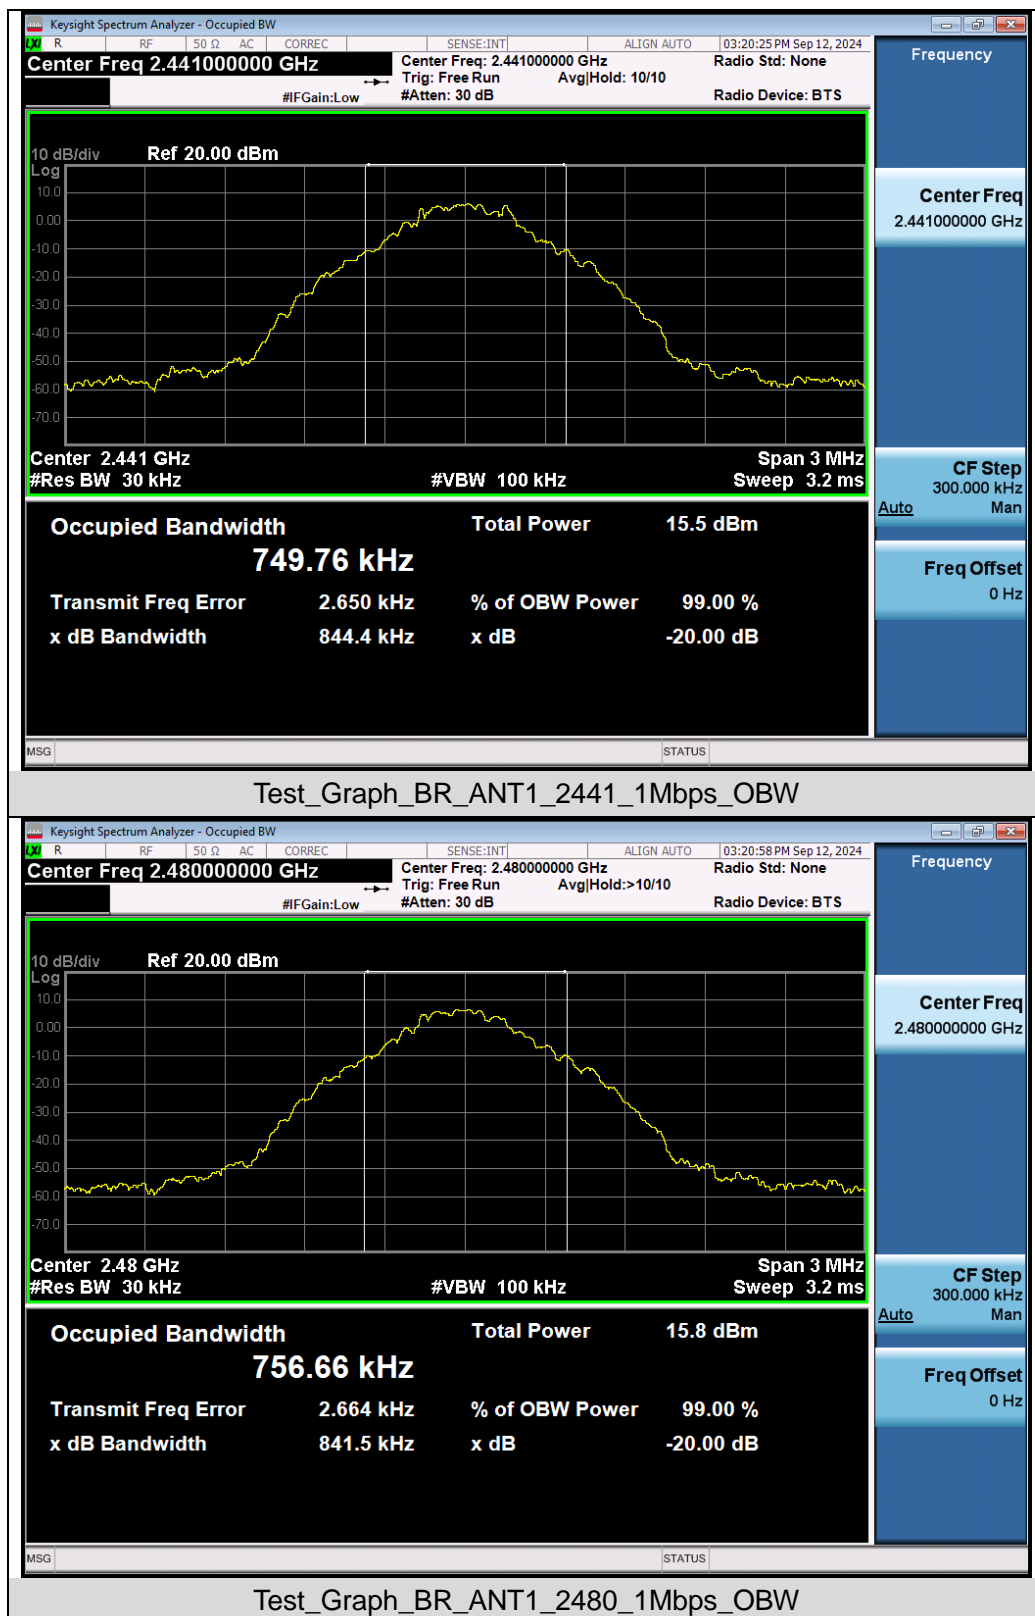 Keysight Spectrum Analyzer - Occupied BW
LXI R RF 50 Ω AC CORREC SENSE:INT ALIGN AUTO 03:20:25 PM Sep 12, 2024
Center Freq 2.441000000 GHz Center Freq: 2.441000000 GHz Radio Std: None
Trig: Free Run Avg|Hold: 10/10
#IFGain:Low #Atten: 30 dB Radio Device: BTS
10 dB/div Ref 20.00 dBm
Log
10.0
0.00
-10.0
-20.0
-30.0
-40.0
-50.0
-60.0
-70.0
Center 2.441 GHz Span 3 MHz
#Res BW 30 kHz #VBW 100 kHz Sweep 3.2 ms
Occupied Bandwidth Total Power 15.5 dBm
749.76 kHz
Transmit Freq Error 2.650 kHz % of OBW Power 99.00 %
x dB Bandwidth 844.4 kHz x dB -20.00 dB
MSG STATUS
Frequency
Center Freq
2.441000000 GHz
CF Step
300.000 kHz
Auto Man
Freq Offset
0 Hz
Test_Graph_BR_ANT1_2441_1Mbps_OBW
Keysight Spectrum Analyzer - Occupied BW
LXI R RF 50 Ω AC CORREC SENSE:INT ALIGN AUTO 03:20:58 PM Sep 12, 2024
Center Freq 2.480000000 GHz Center Freq: 2.480000000 GHz Radio Std: None
Trig: Free Run Avg|Hold:>10/10
#IFGain:Low #Atten: 30 dB Radio Device: BTS
10 dB/div Ref 20.00 dBm
Log
10.0
0.00
-10.0
-20.0
-30.0
-40.0
-50.0
-60.0
-70.0
Center 2.48 GHz Span 3 MHz
#Res BW 30 kHz #VBW 100 kHz Sweep 3.2 ms
Occupied Bandwidth Total Power 15.8 dBm
756.66 kHz
Transmit Freq Error 2.664 kHz % of OBW Power 99.00 %
x dB Bandwidth 841.5 kHz x dB -20.00 dB
MSG STATUS
Frequency
Center Freq
2.480000000 GHz
CF Step
300.000 kHz
Auto Man
Freq Offset
0 Hz
Test_Graph_BR_ANT1_2480_1Mbps_OBW